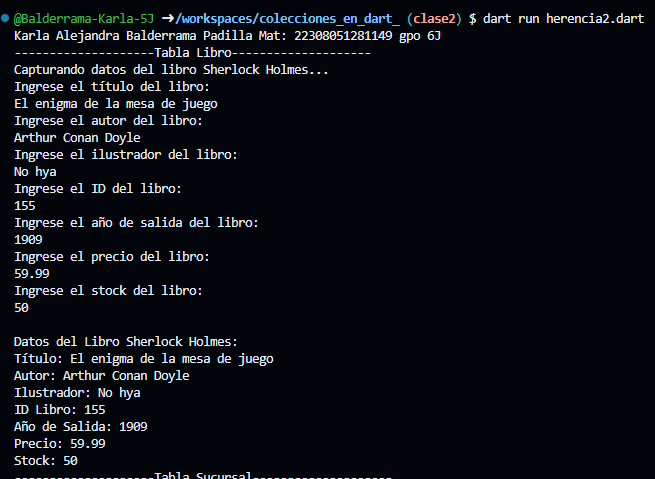 @Balderrama-Karla-5J ➜/workspaces/colecciones_en_dart_ (clase2) $ dart run herencia2.dart
Karla Alejandra Balderrama Padilla Mat: 22308051281149 gpo 6J
--------------------Tabla Libro--------------------
Capturando datos del libro Sherlock Holmes...
Ingrese el título del libro:
El enigma de la mesa de juego
Ingrese el autor del libro:
Arthur Conan Doyle
Ingrese el ilustrador del libro:
No hya
Ingrese el ID del libro:
155
Ingrese el año de salida del libro:
1909
Ingrese el precio del libro:
59.99
Ingrese el stock del libro:
50
Datos del Libro Sherlock Holmes:
Título: El enigma de la mesa de juego
Autor: Arthur Conan Doyle
Ilustrador: No hya
ID Libro: 155
Año de Salida: 1909
Precio: 59.99
Stock: 50
--------------------Tabla Sucursal--------------------